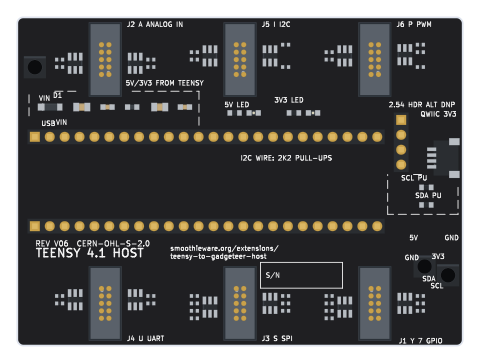 J2 A ANALOG IN
J5 I I2C
J6 P PWM
5V/3V3 FROM TEENSY
VIN
D1
5V LED
3V3 LED
2.54 HDR ALT DNP
QWIIC 3V3
USB
VIN
I2C WIRE: 2K2 PULL-UPS
SCL PU
SDA PU
5V
GND
REV V06 CERN-OHL-S-2.0
TEENSY 4.1 HOST
smoothieware.org/extensions/
teensy-to-gadgeteer-host
GND
3V3
S/N
SDA
SCL
J4 U UART
J3 S SPI
J1 Y 7 GPIO